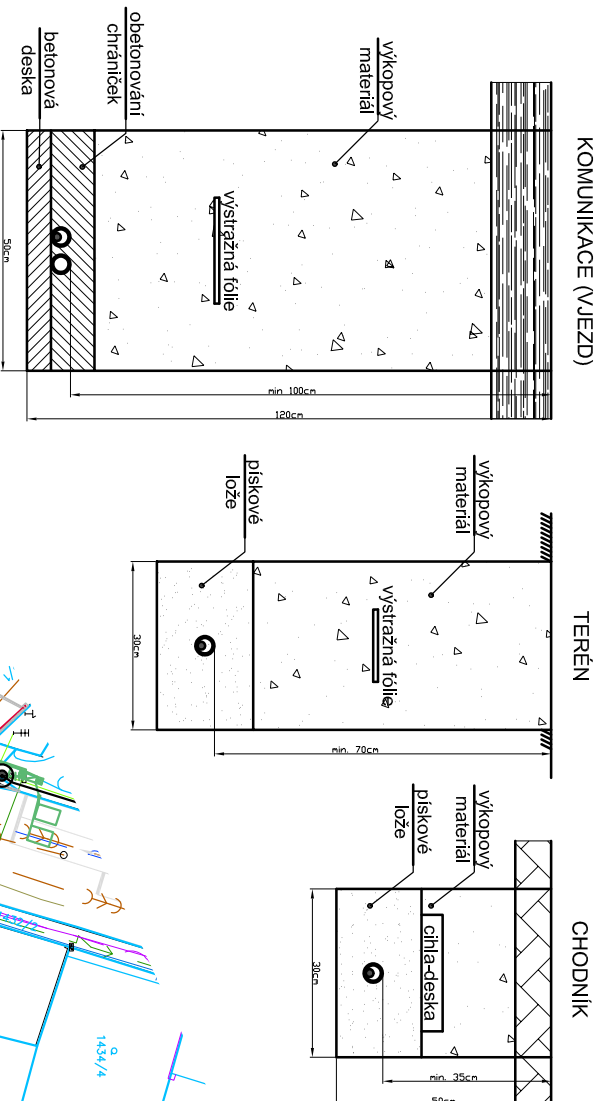 KOMUNIKACE (VJEZD)
výkopový
materiál
výstražná fólie
obetonování
chrániček
betonová
deska
50cm
min 100cm
120cm
TERÉN
výkopový
materiál
výstražná fólie
pískové
lože
30cm
min. 70cm
CHODNÍK
výkopový
materiál
cihla-deska
pískové
lože
30cm
min. 35cm
50cm
1434/4